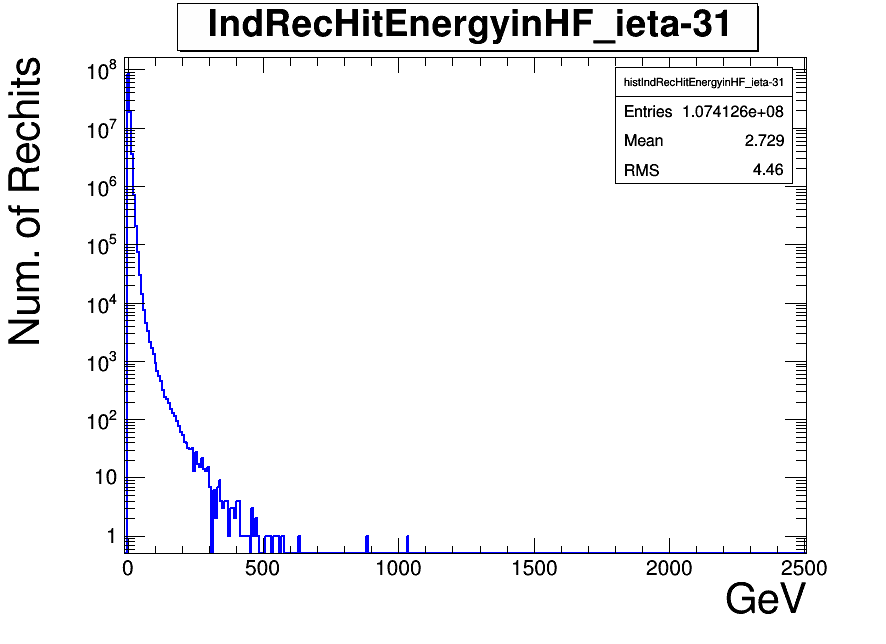 IndRecHitEnergyinHF_ieta-31
histIndRecHitEnergyinHF_ieta-31
Entries 1.074126e+08
Mean 2.729
RMS 4.46
Num. of Rechits
10^8
10^7
10^6
10^5
10^4
10^3
10^2
10
1
0 500 1000 1500 2000 2500
GeV